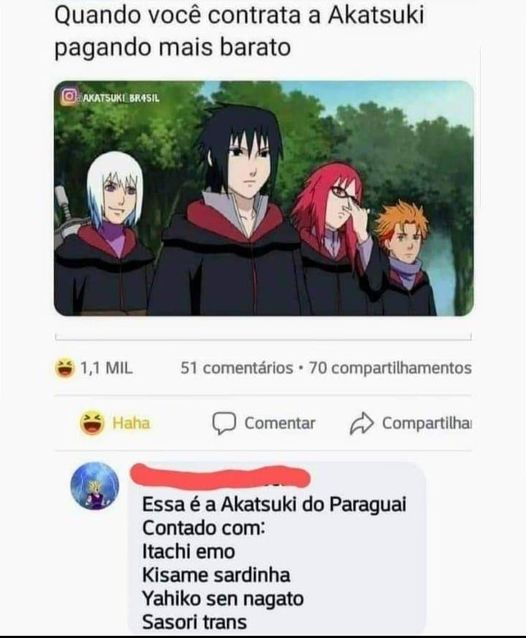 Quando você contrata a Akatsuki
pagando mais barato
AKATSUKI_BR4SIL
1,1 MIL
51 comentários • 70 compartilhamentos
Haha
Comentar
Compartilha
Essa é a Akatsuki do Paraguai
Contado com:
Itachi emo
Kisame sardinha
Yahiko sen nagato
Sasori trans